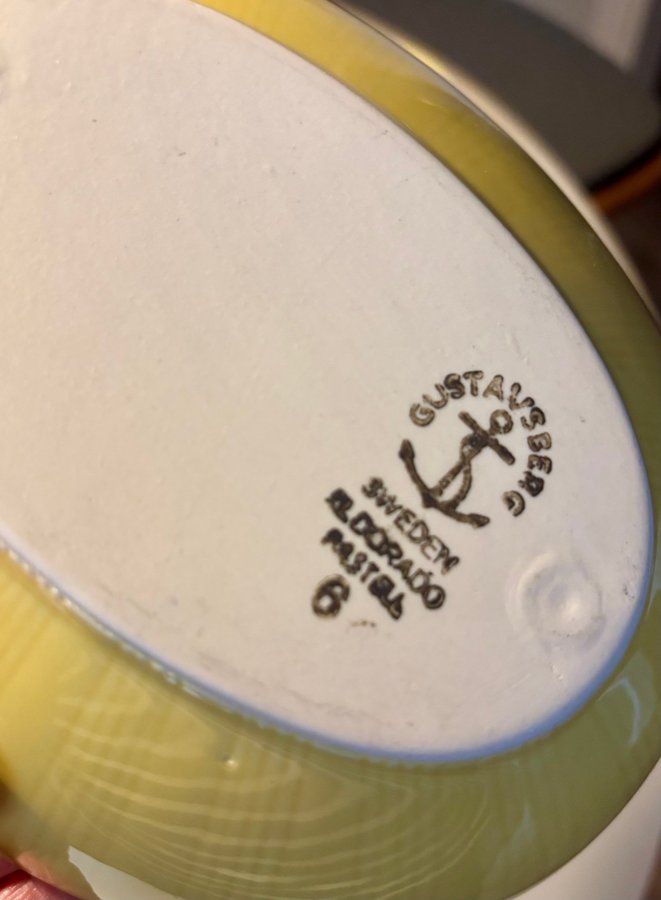 GUSTAVSBERG
SWEDEN
ELDORADO
PASTELL
6